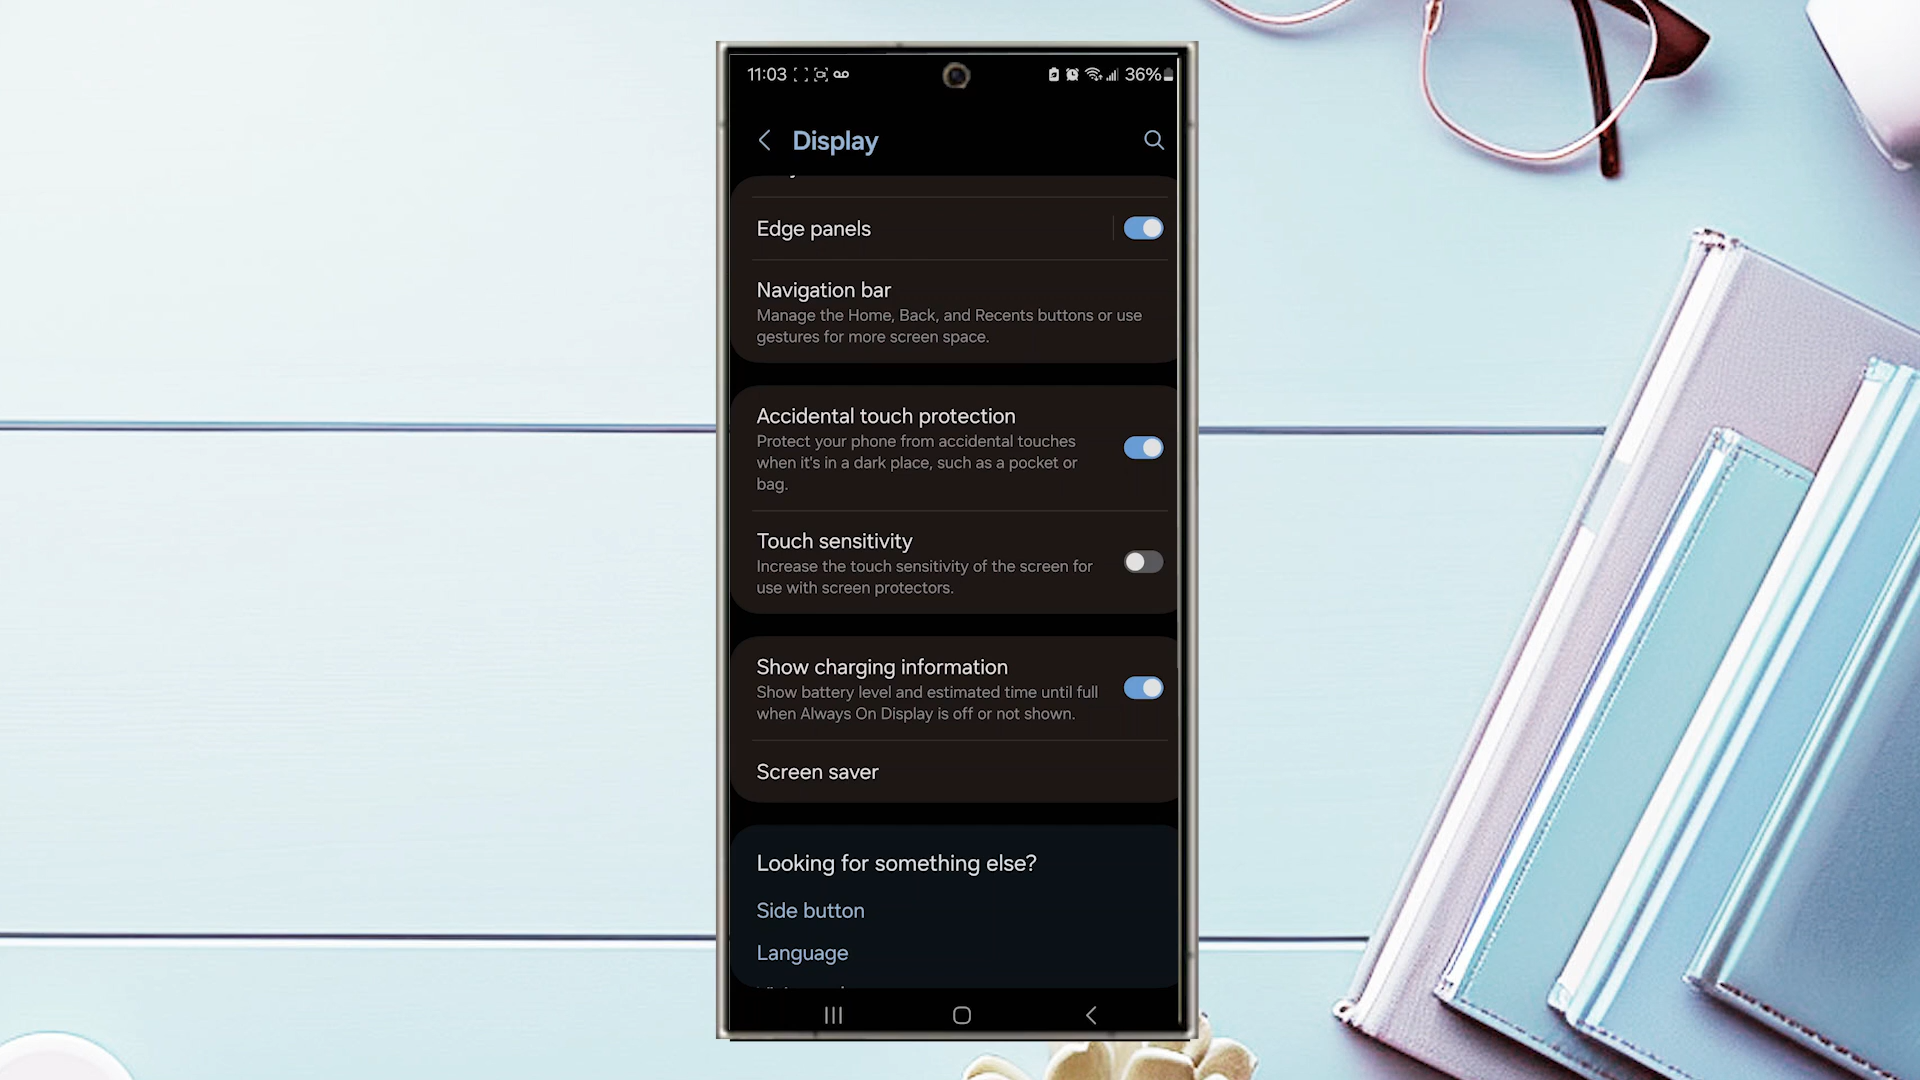 11:03 36%
Display
Edge panels
Navigation bar
Manage the Home, Back, and Recents buttons or use
gestures for more screen space.
Accidental touch protection
Protect your phone from accidental touches
when it's in a dark place, such as a pocket or
bag.
Touch sensitivity
Increase the touch sensitivity of the screen for
use with screen protectors.
Show charging information
Show battery level and estimated time until full
when Always On Display is off or not shown.
Screen saver
Looking for something else?
Side button
Language